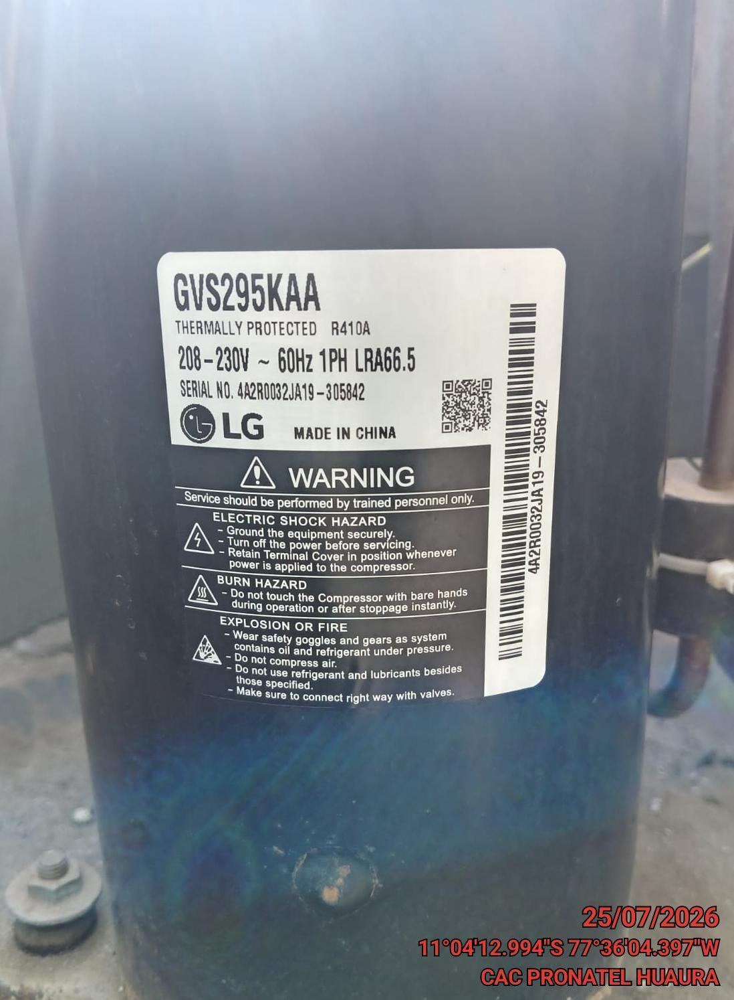 GVS295KAA
THERMALLY PROTECTED R410A
208-230V ~ 60Hz 1PH LRA66.5
SERIAL NO. 4A2R0032JA19-305842
LG MADE IN CHINA
4A2R0032JA19-305842
WARNING
Service should be performed by trained personnel only.
ELECTRIC SHOCK HAZARD
- Ground the equipment securely.
- Turn off the power before servicing.
- Retain Terminal Cover in position whenever
power is applied to the compressor.
BURN HAZARD
- Do not touch the Compressor with bare hands
during operation or after stoppage instantly.
EXPLOSION OR FIRE
- Wear safety goggles and gears as system
contains oil and refrigerant under pressure.
- Do not compress air.
- Do not use refrigerant and lubricants besides
those specified.
- Make sure to connect right way with valves.
25/07/2026
11°04'12.994"S 77°36'04.397"W
CAC PRONATEL HUAURA